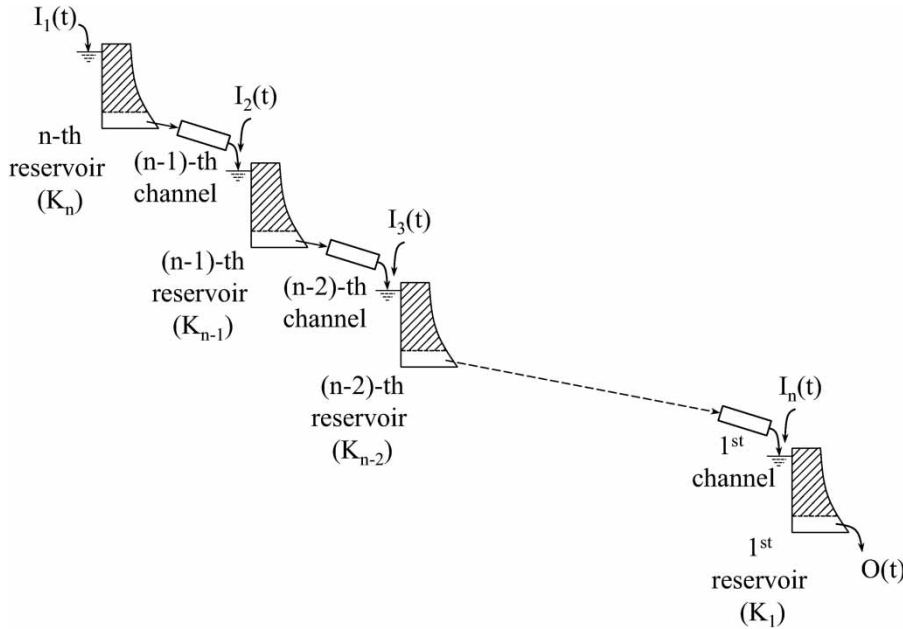 I₁(t)
n-th
reservoir
(Kₙ)
I₂(t)
(n-1)-th
channel
(n-1)-th
reservoir
(Kₙ₋₁)
I₃(t)
(n-2)-th
channel
(n-2)-th
reservoir
(Kₙ₋₂)
Iₙ(t)
1ˢᵗ
channel
1ˢᵗ
reservoir
(K₁)
O(t)